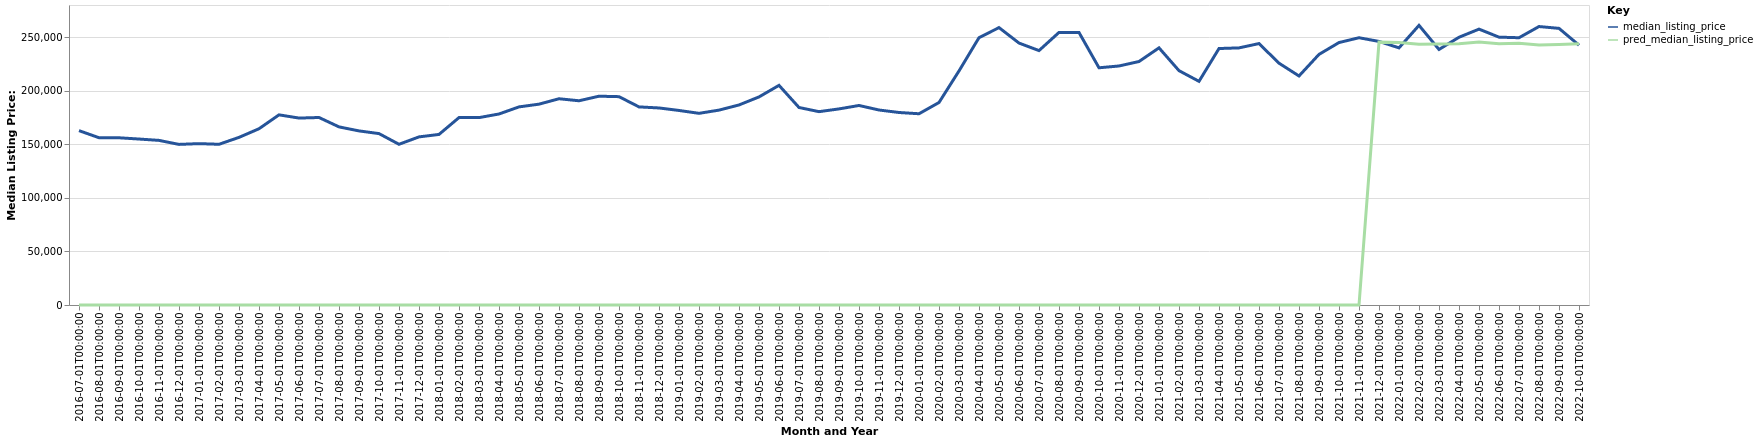 Key
median_listing_price
pred_median_listing_price
Median Listing Price:
250,000
200,000
150,000
100,000
50,000
0
2016-07-01T00:00:00
2016-08-01T00:00:00
2016-09-01T00:00:00
2016-10-01T00:00:00
2016-11-01T00:00:00
2016-12-01T00:00:00
2017-01-01T00:00:00
2017-02-01T00:00:00
2017-03-01T00:00:00
2017-04-01T00:00:00
2017-05-01T00:00:00
2017-06-01T00:00:00
2017-07-01T00:00:00
2017-08-01T00:00:00
2017-09-01T00:00:00
2017-10-01T00:00:00
2017-11-01T00:00:00
2017-12-01T00:00:00
2018-01-01T00:00:00
2018-02-01T00:00:00
2018-03-01T00:00:00
2018-04-01T00:00:00
2018-05-01T00:00:00
2018-06-01T00:00:00
2018-07-01T00:00:00
2018-08-01T00:00:00
2018-09-01T00:00:00
2018-10-01T00:00:00
2018-11-01T00:00:00
2018-12-01T00:00:00
2019-01-01T00:00:00
2019-02-01T00:00:00
2019-03-01T00:00:00
2019-04-01T00:00:00
2019-05-01T00:00:00
2019-06-01T00:00:00
2019-07-01T00:00:00
2019-08-01T00:00:00
2019-09-01T00:00:00
2019-10-01T00:00:00
2019-11-01T00:00:00
2019-12-01T00:00:00
2020-01-01T00:00:00
2020-02-01T00:00:00
2020-03-01T00:00:00
2020-04-01T00:00:00
2020-05-01T00:00:00
2020-06-01T00:00:00
2020-07-01T00:00:00
2020-08-01T00:00:00
2020-09-01T00:00:00
2020-10-01T00:00:00
2020-11-01T00:00:00
2020-12-01T00:00:00
2021-01-01T00:00:00
2021-02-01T00:00:00
2021-03-01T00:00:00
2021-04-01T00:00:00
2021-05-01T00:00:00
2021-06-01T00:00:00
2021-07-01T00:00:00
2021-08-01T00:00:00
2021-09-01T00:00:00
2021-10-01T00:00:00
2021-11-01T00:00:00
2021-12-01T00:00:00
2022-01-01T00:00:00
2022-02-01T00:00:00
2022-03-01T00:00:00
2022-04-01T00:00:00
2022-05-01T00:00:00
2022-06-01T00:00:00
2022-07-01T00:00:00
2022-08-01T00:00:00
2022-09-01T00:00:00
2022-10-01T00:00:00
Month and Year